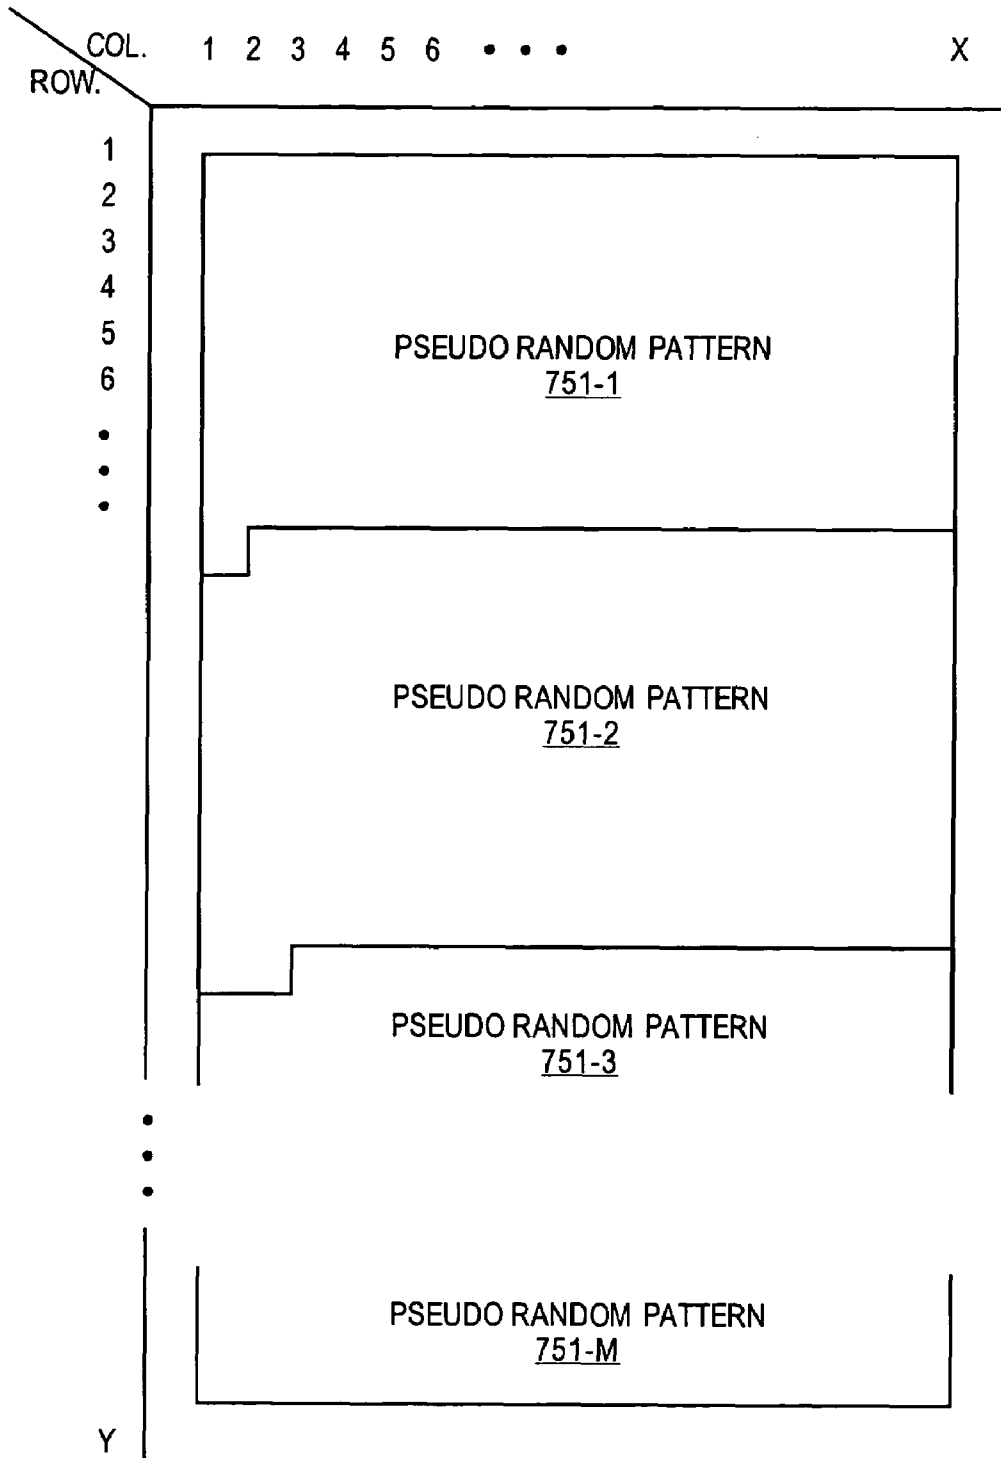 COL. 1 2 3 4 5 6 • • • X
ROW.
1
2
3
4
5
6
•
•
•
PSEUDO RANDOM PATTERN
751-1
PSEUDO RANDOM PATTERN
751-2
PSEUDO RANDOM PATTERN
751-3
•
•
•
PSEUDO RANDOM PATTERN
751-M
Y